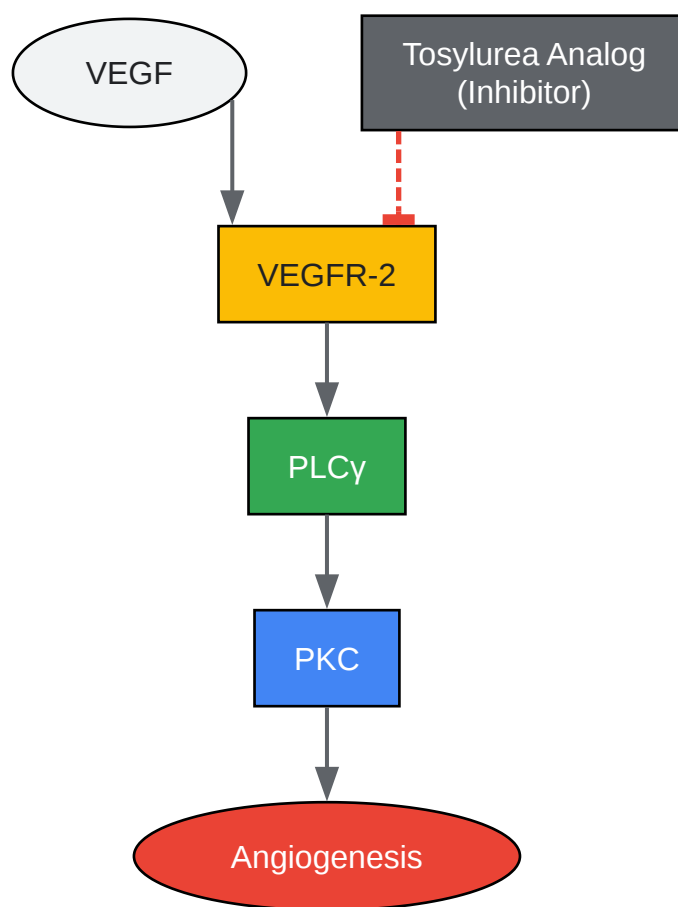 VEGF
Tosylurea Analog
(Inhibitor)
VEGFR-2
PLCγ
PKC
Angiogenesis